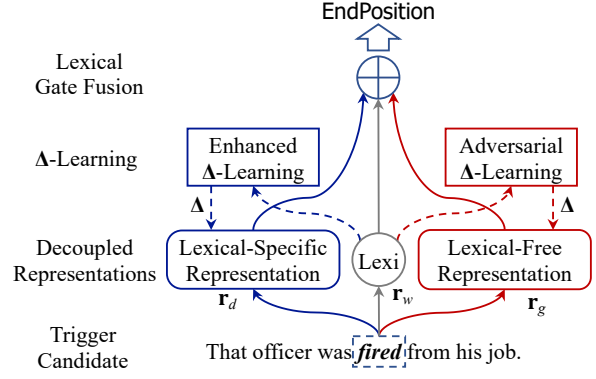 EndPosition
Lexical
Gate Fusion
Δ-Learning
Enhanced
Δ-Learning
Adversarial
Δ-Learning
Δ
Δ
Decoupled
Representations
Lexical-Specific
Representation
Lexi
Lexical-Free
Representation
r_d
r_w
r_g
Trigger
Candidate
That officer was fired from his job.